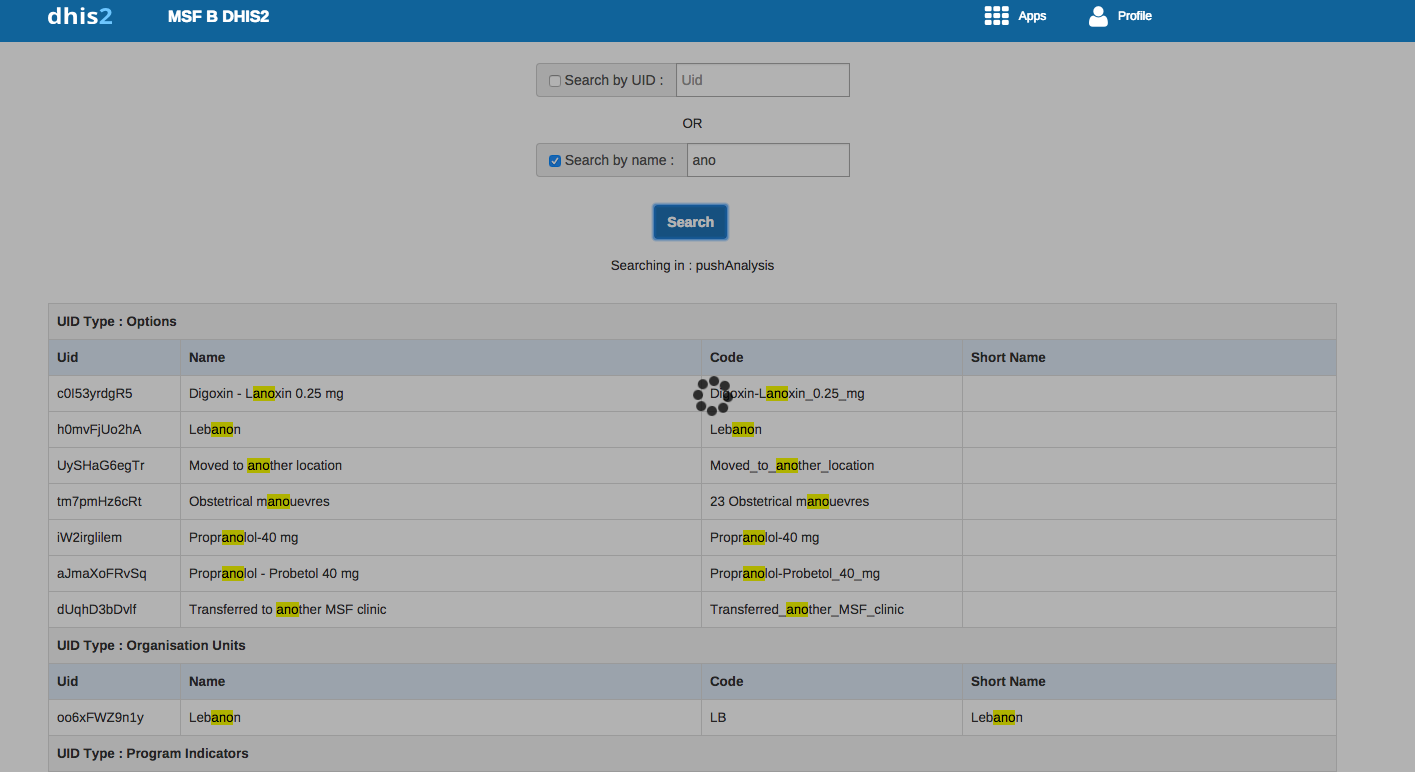 dhis2 MSF B DHIS2 Apps Profile
Search by UID : Uid
OR
Search by name : ano
Search
Searching in : pushAnalysis
UID Type : Options
Uid Name Code Short Name
c0I53yrdgR5 Digoxin - Lanoxin 0.25 mg Digoxin-Lanoxin_0.25_mg
h0mvFjUo2hA Lebanon Lebanon
UySHaG6egTr Moved to another location Moved_to_another_location
tm7pmHz6cRt Obstetrical manouevres 23 Obstetrical manouevres
iW2irglilem Propranolol-40 mg Propranolol-40 mg
aJmaXoFRvSq Propranolol - Probetol 40 mg Propranolol-Probetol_40_mg
dUqhD3bDvlf Transferred to another MSF clinic Transferred_another_MSF_clinic
UID Type : Organisation Units
Uid Name Code Short Name
oo6xFWZ9n1y Lebanon LB Lebanon
UID Type : Program Indicators